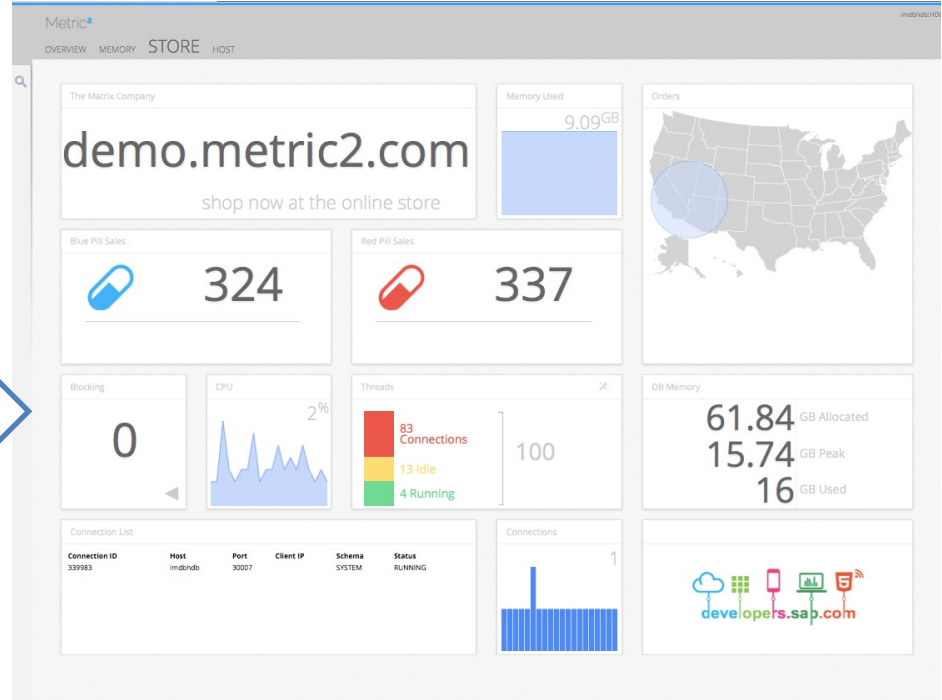 Metric²
imdbhdb:HDB
OVERVIEW MEMORY STORE HOST
The Matrix Company
demo.metric2.com
shop now at the online store
Memory Used
9.09GB
Orders
Blue Pill Sales
324
Red Pill Sales
337
Blocking
0
CPU
2%
Threads
83
Connections
13 Idle
4 Running
100
DB Memory
61.84 GB Allocated
15.74 GB Peak
16 GB Used
Connection List
Connection ID Host Port Client IP Schema Status
339983 imdbhdb 30007 SYSTEM RUNNING
Connections
1
developers.sap.com